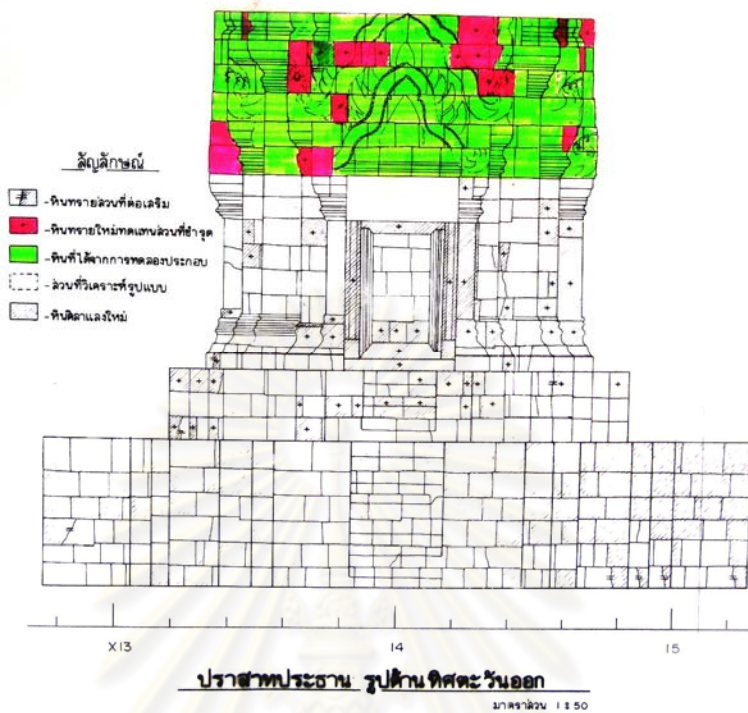 สัญลักษณ์
-หินทรายส่วนที่ต่อเสริม
-หินทรายใหม่ทดแทนส่วนที่ชำรุด
-หินที่ได้จากการทดลองประกอบ
-ส่วนที่วิเคราะห์รูปแบบ
-หินศิลาแลงใหม่
X13 14 15
ปราสาทประธาน รูปด้านทิศตะวันออก
มาตราส่วน 1 : 50